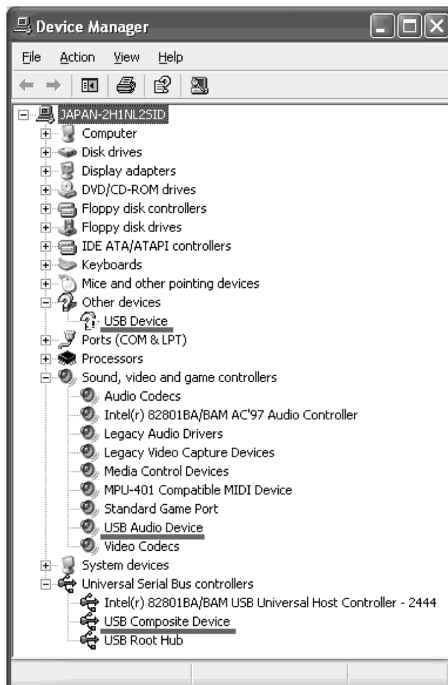 Device Manager
File Action View Help
JAPAN-2H1NL2SID
Computer
Disk drives
Display adapters
DVD/CD-ROM drives
Floppy disk controllers
Floppy disk drives
IDE ATA/ATAPI controllers
Keyboards
Mice and other pointing devices
Other devices
USB Device
Ports (COM & LPT)
Processors
Sound, video and game controllers
Audio Codecs
Intel(r) 82801BA/BAM AC'97 Audio Controller
Legacy Audio Drivers
Legacy Video Capture Devices
Media Control Devices
MPU-401 Compatible MIDI Device
Standard Game Port
USB Audio Device
Video Codecs
System devices
Universal Serial Bus controllers
Intel(r) 82801BA/BAM USB Universal Host Controller - 2444
USB Composite Device
USB Root Hub